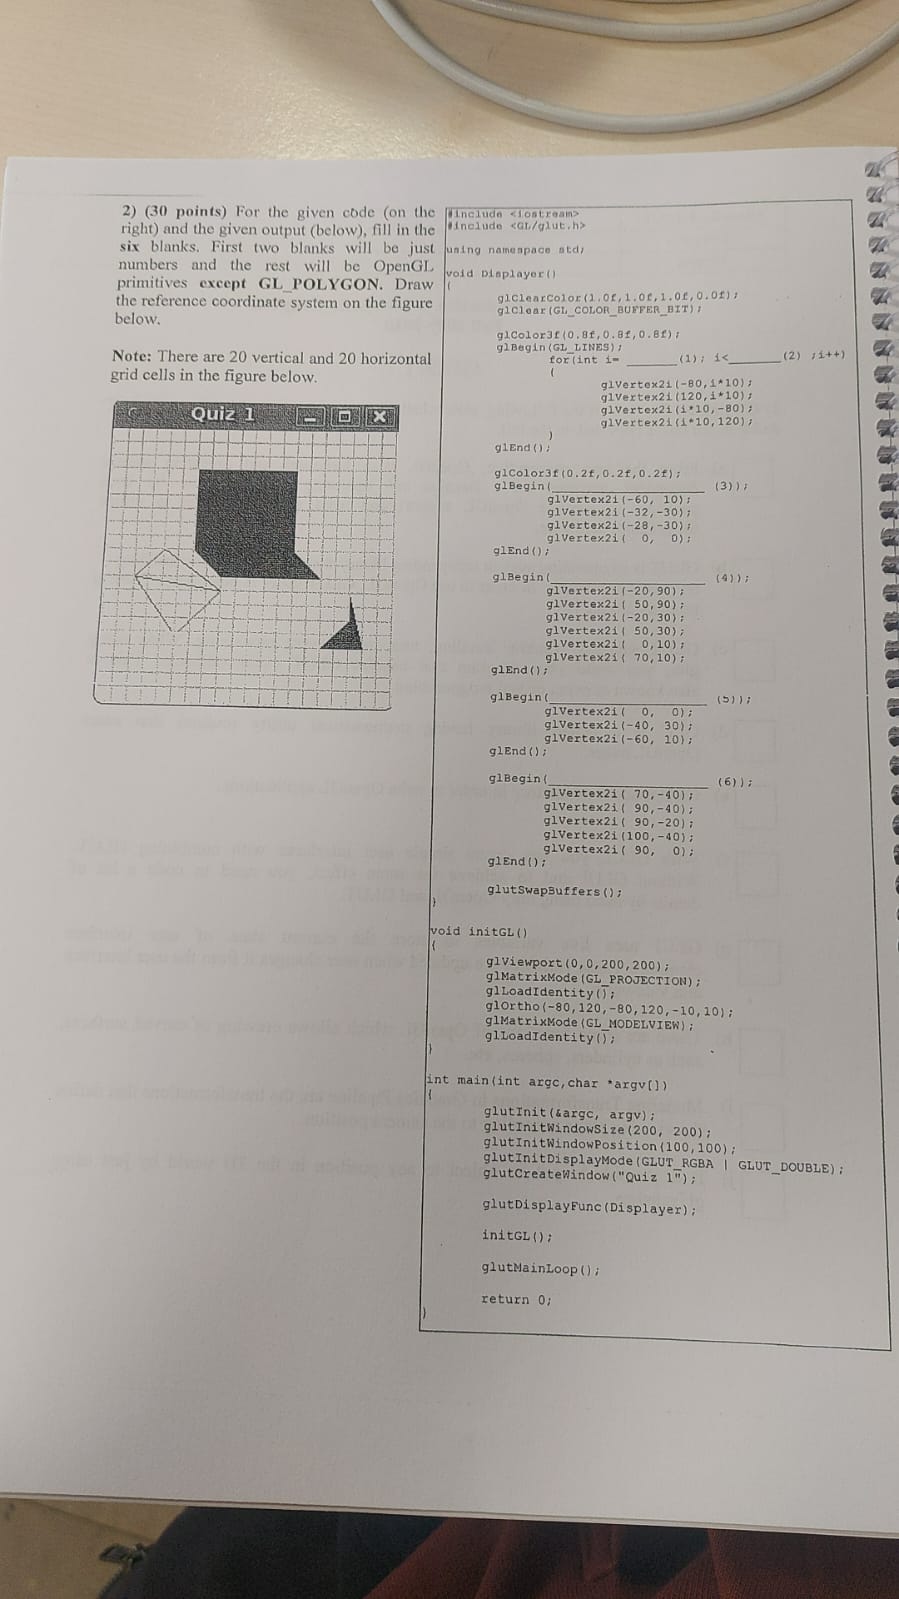 2) (30 points) For the given code (on the
right) and the given output (below), fill in the
six blanks. First two blanks will be just
numbers and the rest will be OpenGL
primitives except GL_POLYGON. Draw
the reference coordinate system on the figure
below.
Note: There are 20 vertical and 20 horizontal
grid cells in the figure below.
Quiz 1
#include <iostream>
#include <GL/glut.h>
using namespace std;
void Displayer()
{
glClearColor(1.0f,1.0f,1.0f,0.0f);
glClear(GL_COLOR_BUFFER_BIT);
glColor3f(0.8f,0.8f,0.8f);
glBegin(GL_LINES);
for(int i= _______(1); i<_______(2) ;i++)
{
glVertex2i(-80,i*10);
glVertex2i(120,i*10);
glVertex2i(i*10,-80);
glVertex2i(i*10,120);
}
glEnd();
glColor3f(0.2f,0.2f,0.2f);
glBegin(____________________ (3));
glVertex2i(-60, 10);
glVertex2i(-32,-30);
glVertex2i(-28,-30);
glVertex2i( 0, 0);
glEnd();
glBegin(____________________ (4));
glVertex2i(-20,90);
glVertex2i( 50,90);
glVertex2i(-20,30);
glVertex2i( 50,30);
glVertex2i( 0,10);
glVertex2i( 70,10);
glEnd();
glBegin(____________________ (5));
glVertex2i( 0, 0);
glVertex2i(-40, 30);
glVertex2i(-60, 10);
glEnd();
glBegin(____________________ (6));
glVertex2i( 70,-40);
glVertex2i( 90,-40);
glVertex2i( 90,-20);
glVertex2i(100,-40);
glVertex2i( 90, 0);
glEnd();
glutSwapBuffers();
}
void initGL()
{
glViewport(0,0,200,200);
glMatrixMode(GL_PROJECTION);
glLoadIdentity();
glOrtho(-80,120,-80,120,-10,10);
glMatrixMode(GL_MODELVIEW);
glLoadIdentity();
}
int main(int argc,char *argv[])
{
glutInit(&argc, argv);
glutInitWindowSize(200, 200);
glutInitWindowPosition(100,100);
glutInitDisplayMode(GLUT_RGBA | GLUT_DOUBLE);
glutCreateWindow("Quiz 1");
glutDisplayFunc(Displayer);
initGL();
glutMainLoop();
return 0;
}